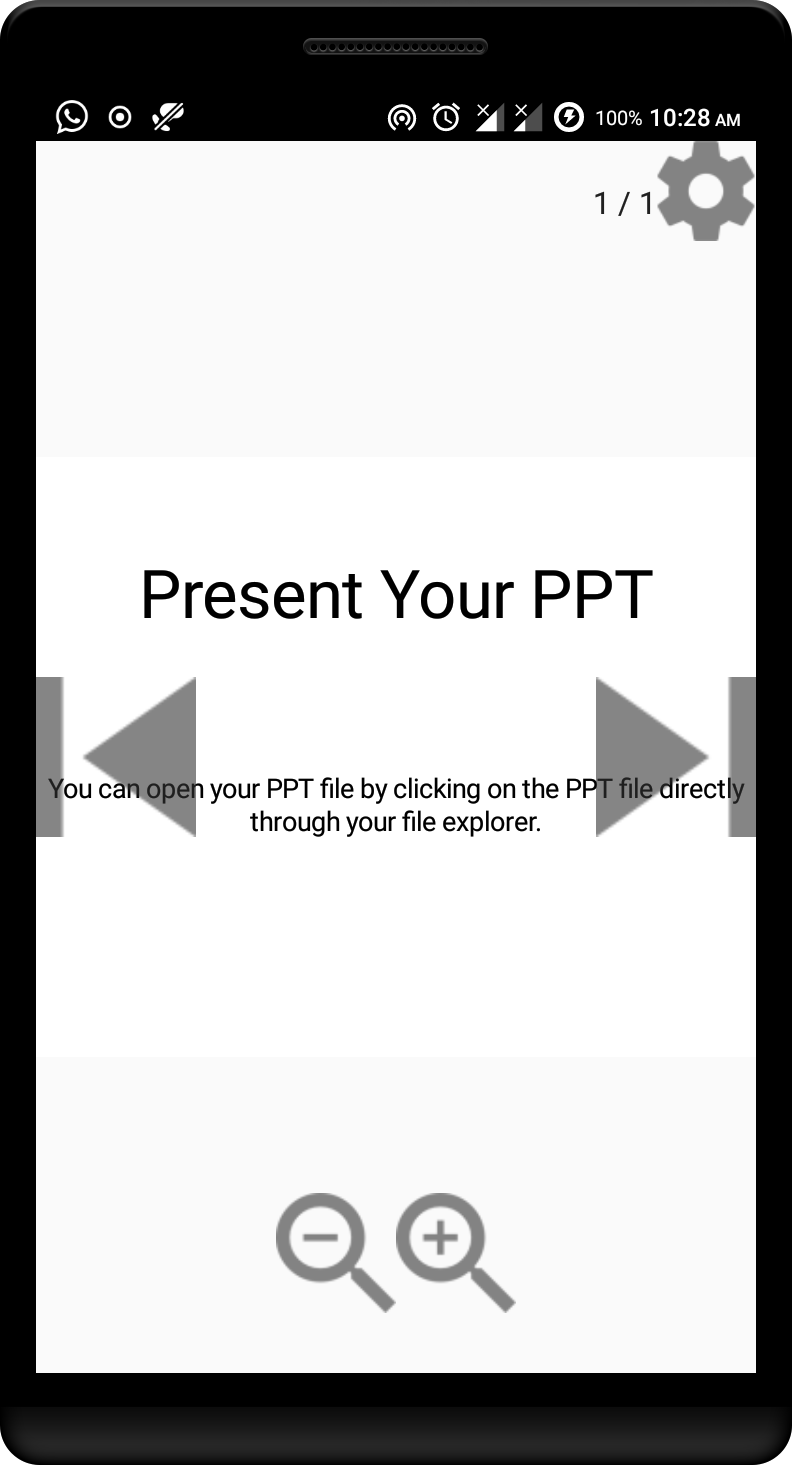 100% 10:28 AM
1 / 1
Present Your PPT
You can open your PPT file by clicking on the PPT file directly
through your file explorer.